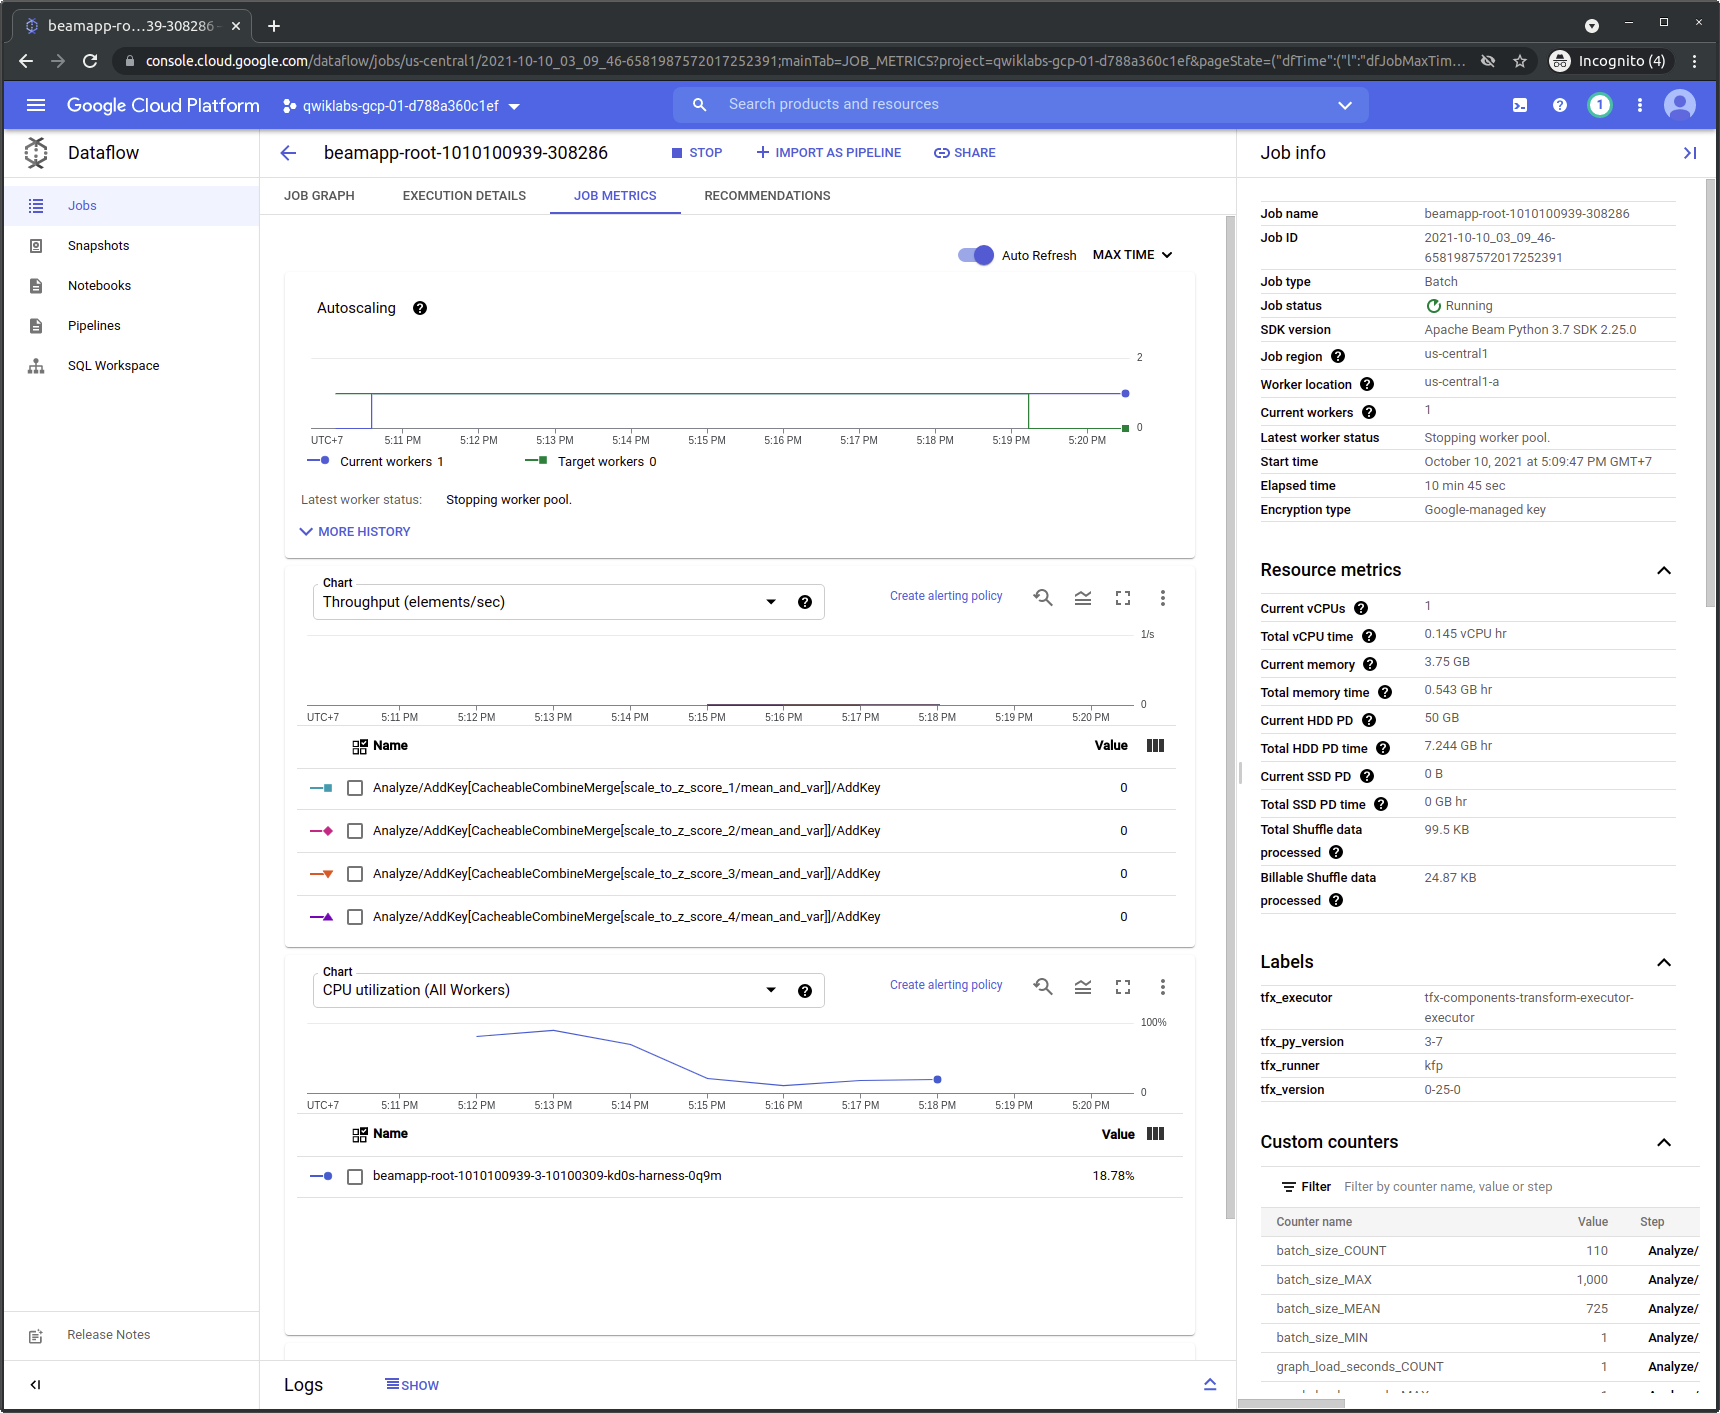 beamapp-ro…39-308286
console.cloud.google.com/dataflow/jobs/us-central1/2021-10-10_03_09_46-6581987572017252391;mainTab=JOB_METRICS?project=qwiklabs-gcp-01-d788a360c1ef&pageState=("dfTime":("l":"dfJobMaxTim…
Incognito (4)
Google Cloud Platform
qwiklabs-gcp-01-d788a360c1ef
Search products and resources
1
Dataflow
Jobs
Snapshots
Notebooks
Pipelines
SQL Workspace
Release Notes
beamapp-root-1010100939-308286
STOP
IMPORT AS PIPELINE
SHARE
JOB GRAPH
EXECUTION DETAILS
JOB METRICS
RECOMMENDATIONS
Auto Refresh
MAX TIME
Autoscaling
2
0
UTC+7 5:11 PM 5:12 PM 5:13 PM 5:14 PM 5:15 PM 5:16 PM 5:17 PM 5:18 PM 5:19 PM 5:20 PM
Current workers 1 Target workers 0
Latest worker status: Stopping worker pool.
MORE HISTORY
Chart
Throughput (elements/sec)
Create alerting policy
1/s
0
UTC+7 5:11 PM 5:12 PM 5:13 PM 5:14 PM 5:15 PM 5:16 PM 5:17 PM 5:18 PM 5:19 PM 5:20 PM
Name Value
Analyze/AddKey[CacheableCombineMerge[scale_to_z_score_1/mean_and_var]]/AddKey 0
Analyze/AddKey[CacheableCombineMerge[scale_to_z_score_2/mean_and_var]]/AddKey 0
Analyze/AddKey[CacheableCombineMerge[scale_to_z_score_3/mean_and_var]]/AddKey 0
Analyze/AddKey[CacheableCombineMerge[scale_to_z_score_4/mean_and_var]]/AddKey 0
Chart
CPU utilization (All Workers)
Create alerting policy
100%
0
UTC+7 5:11 PM 5:12 PM 5:13 PM 5:14 PM 5:15 PM 5:16 PM 5:17 PM 5:18 PM 5:19 PM 5:20 PM
Name Value
beamapp-root-1010100939-3-10100309-kd0s-harness-0q9m 18.78%
Logs
SHOW
Job info
Job name beamapp-root-1010100939-308286
Job ID 2021-10-10_03_09_46-
6581987572017252391
Job type Batch
Job status Running
SDK version Apache Beam Python 3.7 SDK 2.25.0
Job region us-central1
Worker location us-central1-a
Current workers 1
Latest worker status Stopping worker pool.
Start time October 10, 2021 at 5:09:47 PM GMT+7
Elapsed time 10 min 45 sec
Encryption type Google-managed key
Resource metrics
Current vCPUs 1
Total vCPU time 0.145 vCPU hr
Current memory 3.75 GB
Total memory time 0.543 GB hr
Current HDD PD 50 GB
Total HDD PD time 7.244 GB hr
Current SSD PD 0 B
Total SSD PD time 0 GB hr
Total Shuffle data 99.5 KB
processed
Billable Shuffle data 24.87 KB
processed
Labels
tfx_executor tfx-components-transform-executor-
executor
tfx_py_version 3-7
tfx_runner kfp
tfx_version 0-25-0
Custom counters
Filter Filter by counter name, value or step
Counter name Value Step
batch_size_COUNT 110 Analyze/
batch_size_MAX 1,000 Analyze/
batch_size_MEAN 725 Analyze/
batch_size_MIN 1 Analyze/
graph_load_seconds_COUNT 1 Analyze/